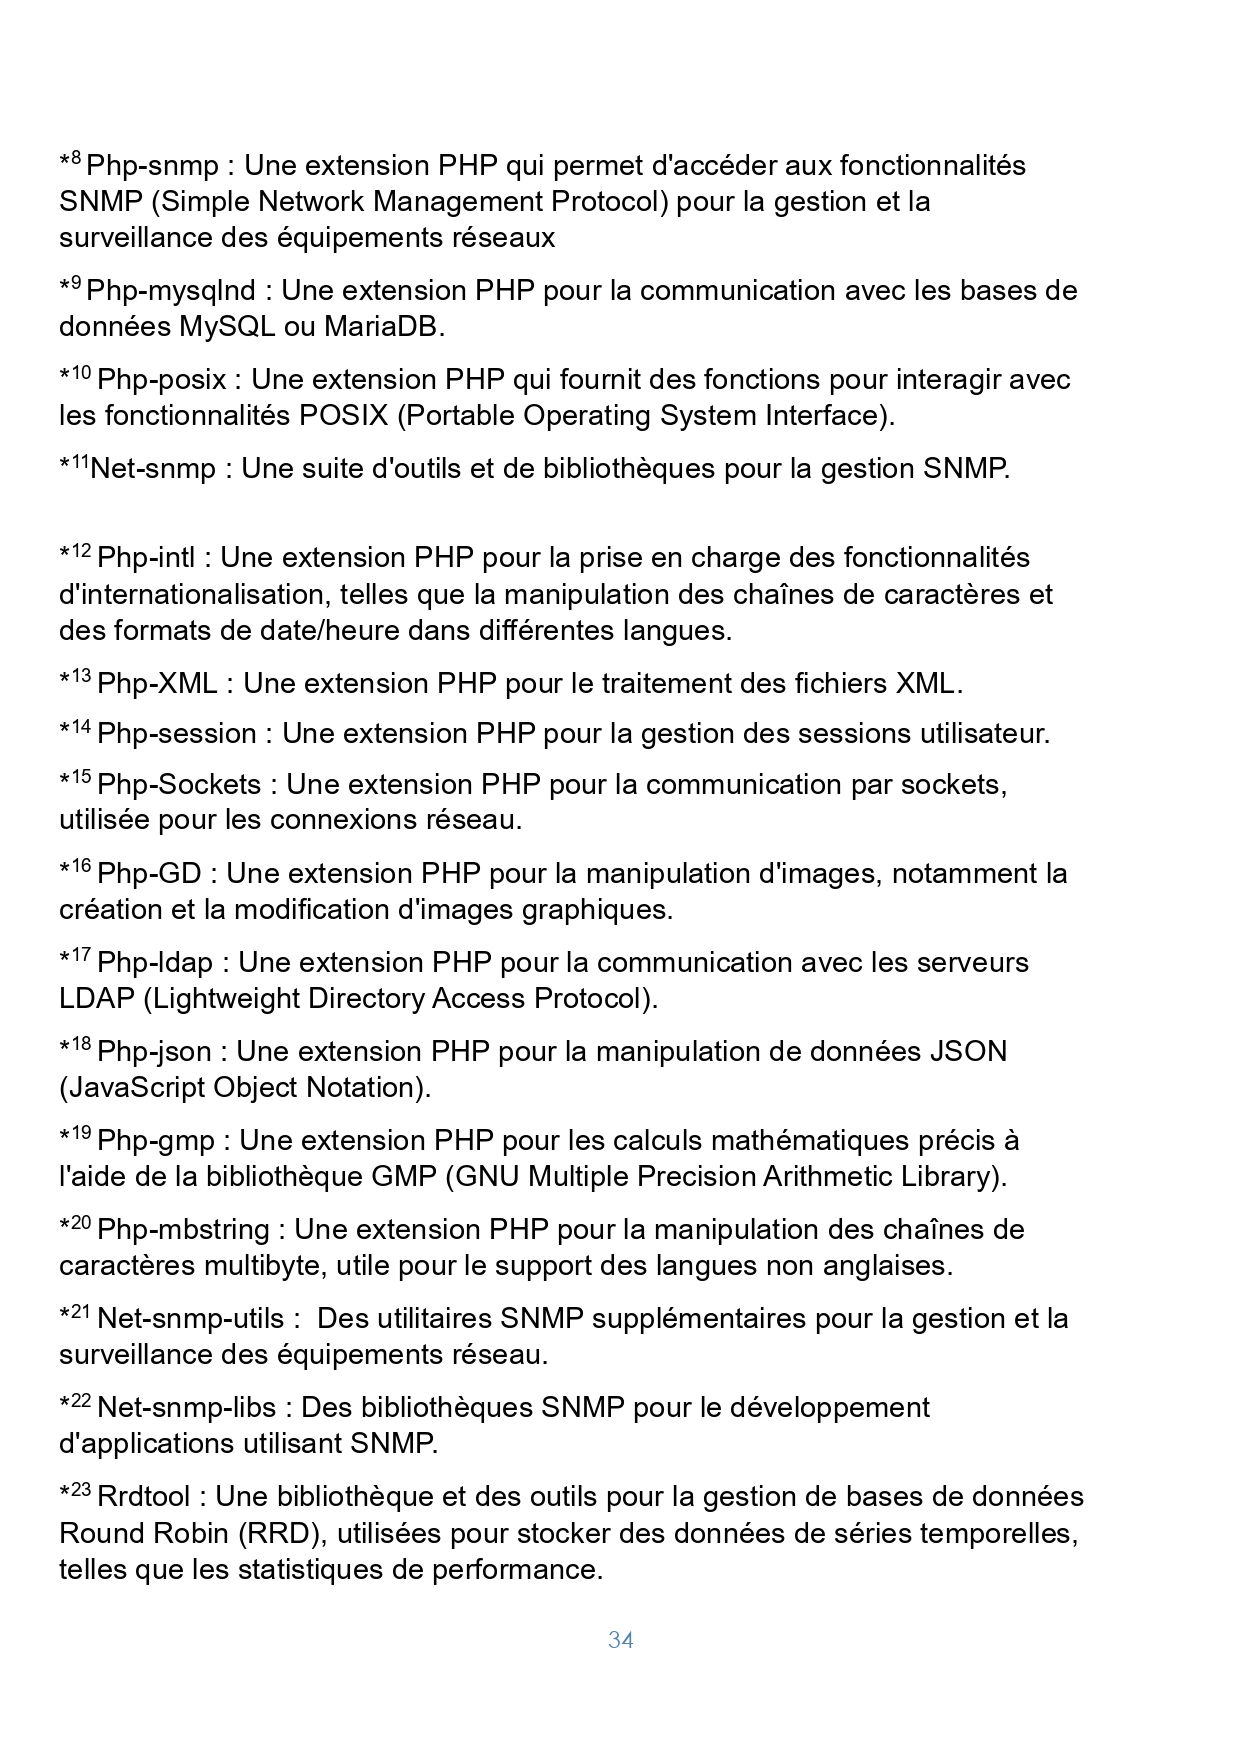 *8 Php-snmp : Une extension PHP qui permet d'accéder aux fonctionnalités
SNMP (Simple Network Management Protocol) pour la gestion et la
surveillance des équipements réseaux
*9 Php-mysqlnd : Une extension PHP pour la communication avec les bases de
données MySQL ou MariaDB.
*10 Php-posix : Une extension PHP qui fournit des fonctions pour interagir avec
les fonctionnalités POSIX (Portable Operating System Interface).
*11Net-snmp : Une suite d'outils et de bibliothèques pour la gestion SNMP.
*12 Php-intl : Une extension PHP pour la prise en charge des fonctionnalités
d'internationalisation, telles que la manipulation des chaînes de caractères et
des formats de date/heure dans différentes langues.
*13 Php-XML : Une extension PHP pour le traitement des fichiers XML.
*14 Php-session : Une extension PHP pour la gestion des sessions utilisateur.
*15 Php-Sockets : Une extension PHP pour la communication par sockets,
utilisée pour les connexions réseau.
*16 Php-GD : Une extension PHP pour la manipulation d'images, notamment la
création et la modification d'images graphiques.
*17 Php-ldap : Une extension PHP pour la communication avec les serveurs
LDAP (Lightweight Directory Access Protocol).
*18 Php-json : Une extension PHP pour la manipulation de données JSON
(JavaScript Object Notation).
*19 Php-gmp : Une extension PHP pour les calculs mathématiques précis à
l'aide de la bibliothèque GMP (GNU Multiple Precision Arithmetic Library).
*20 Php-mbstring : Une extension PHP pour la manipulation des chaînes de
caractères multibyte, utile pour le support des langues non anglaises.
*21 Net-snmp-utils :  Des utilitaires SNMP supplémentaires pour la gestion et la
surveillance des équipements réseau.
*22 Net-snmp-libs : Des bibliothèques SNMP pour le développement
d'applications utilisant SNMP.
*23 Rrdtool : Une bibliothèque et des outils pour la gestion de bases de données
Round Robin (RRD), utilisées pour stocker des données de séries temporelles,
telles que les statistiques de performance.
34